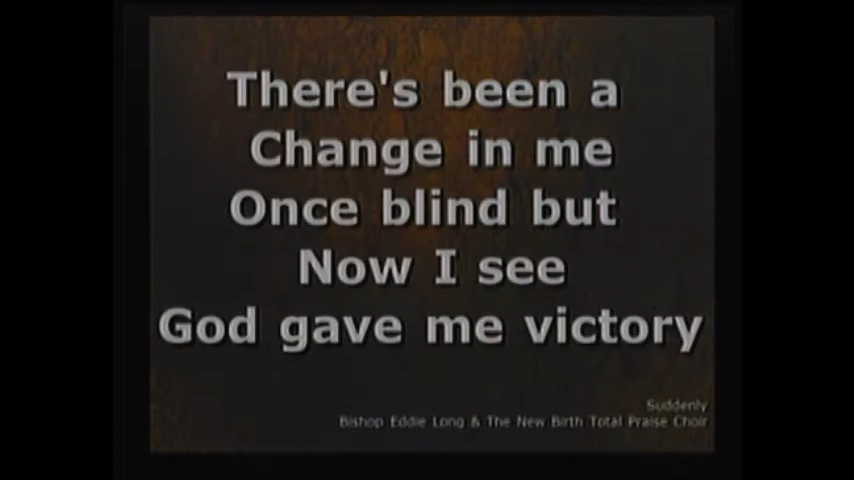 There's been a
Change in me
Once blind but
Now I see
God gave me victory
Suddenly
Bishop Eddie Long & The New Birth Total Praise Choir